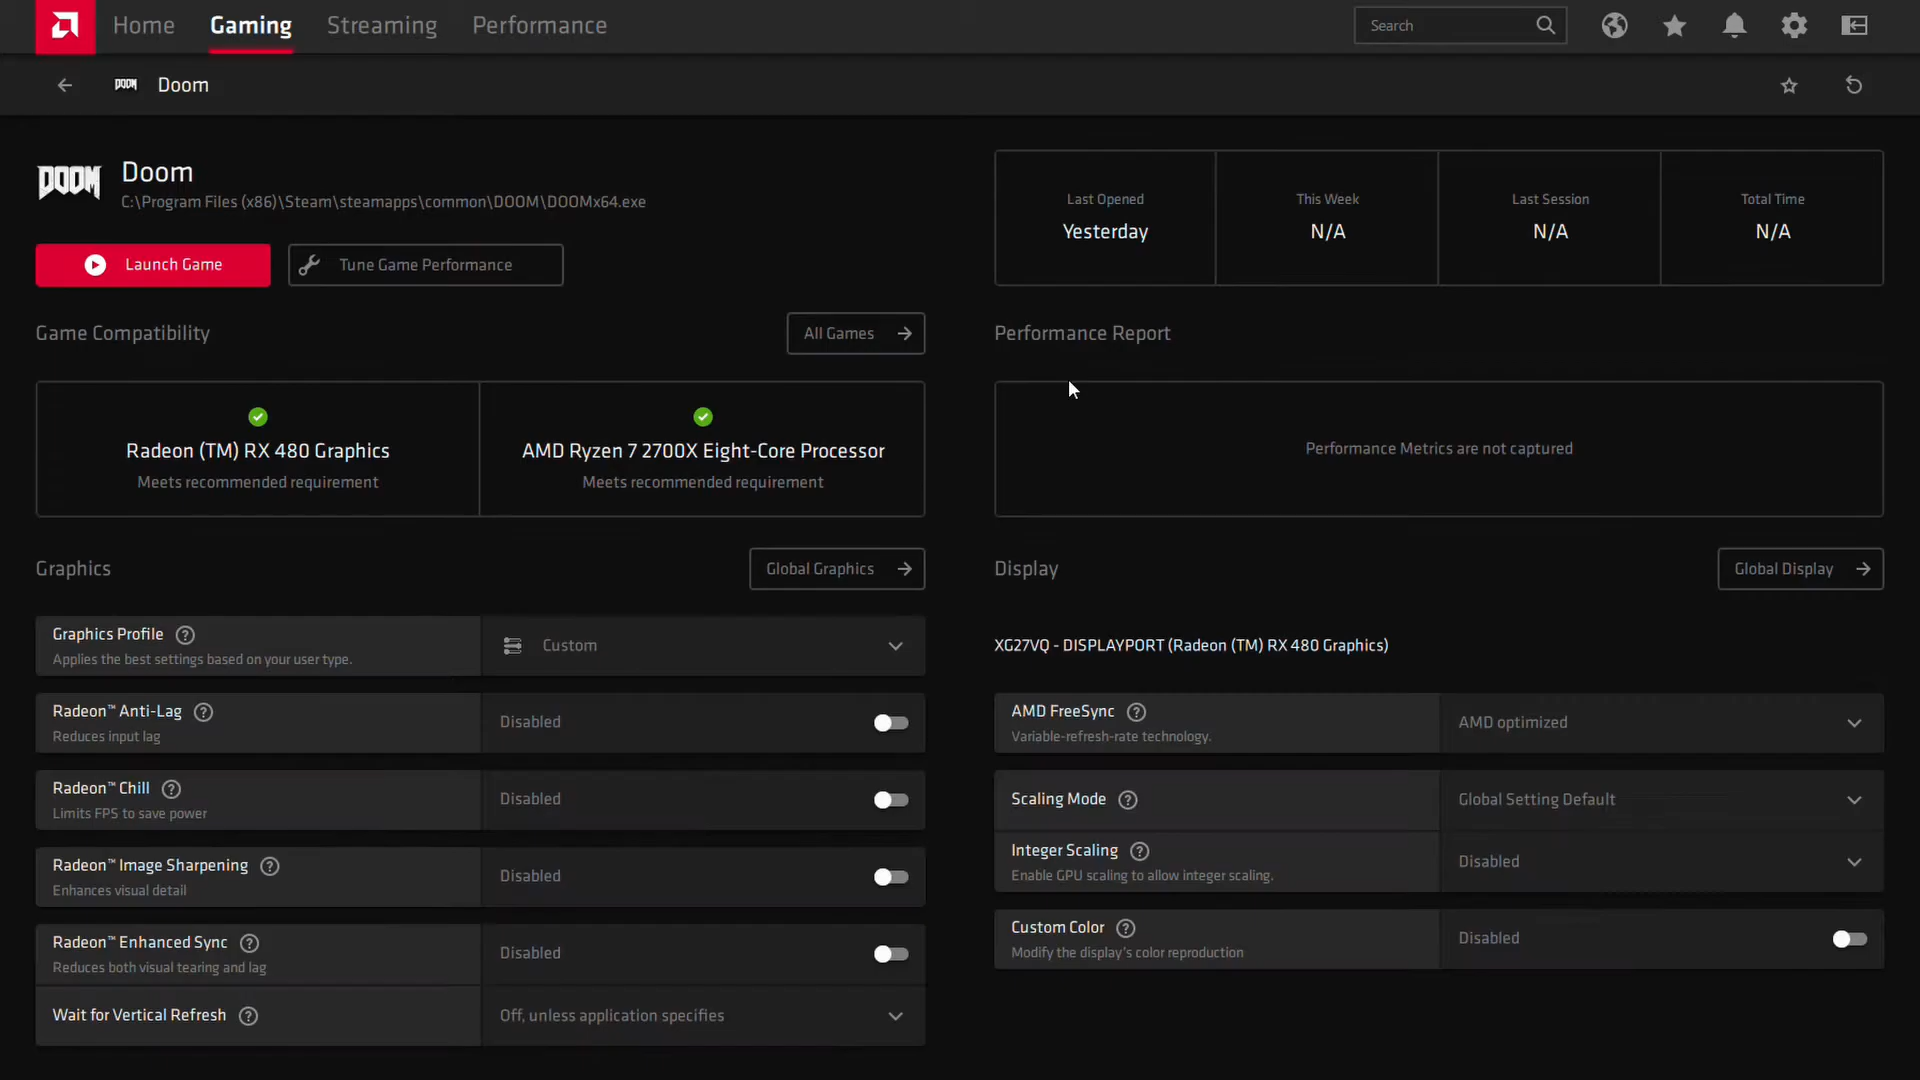 Home Gaming Streaming Performance Search
DOOM Doom
DOOM
Doom
C:\Program Files (x86)\Steam\steamapps\common\DOOM\DOOMx64.exe
Launch Game Tune Game Performance
Last Opened
Yesterday
This Week
N/A
Last Session
N/A
Total Time
N/A
Game Compatibility All Games
Radeon (TM) RX 480 Graphics
Meets recommended requirement
AMD Ryzen 7 2700X Eight-Core Processor
Meets recommended requirement
Performance Report
Performance Metrics are not captured
Graphics Global Graphics
Graphics Profile ?
Applies the best settings based on your user type.
Custom
Radeon™ Anti-Lag ?
Reduces input lag
Disabled
Radeon™ Chill ?
Limits FPS to save power
Disabled
Radeon™ Image Sharpening ?
Enhances visual detail
Disabled
Radeon™ Enhanced Sync ?
Reduces both visual tearing and lag
Disabled
Wait for Vertical Refresh ?
Off, unless application specifies
Display Global Display
XG27VQ - DISPLAYPORT (Radeon (TM) RX 480 Graphics)
AMD FreeSync ?
Variable-refresh-rate technology.
AMD optimized
Scaling Mode ?
Global Setting Default
Integer Scaling ?
Enable GPU scaling to allow integer scaling.
Disabled
Custom Color ?
Modify the display's color reproduction
Disabled